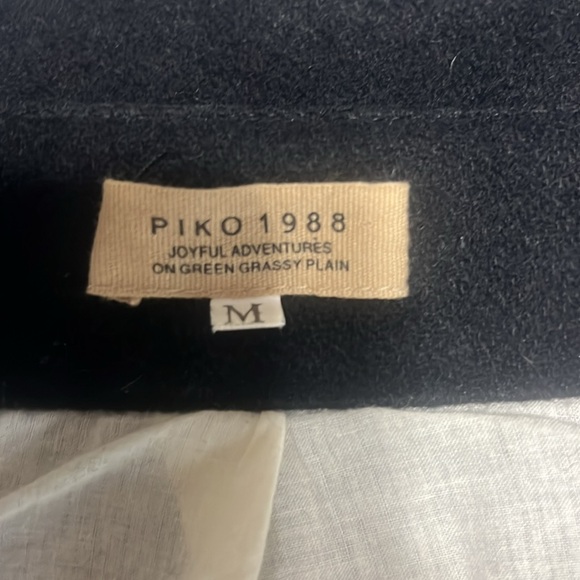 PIKO 1988
JOYFUL ADVENTURES
ON GREEN GRASSY PLAIN
M